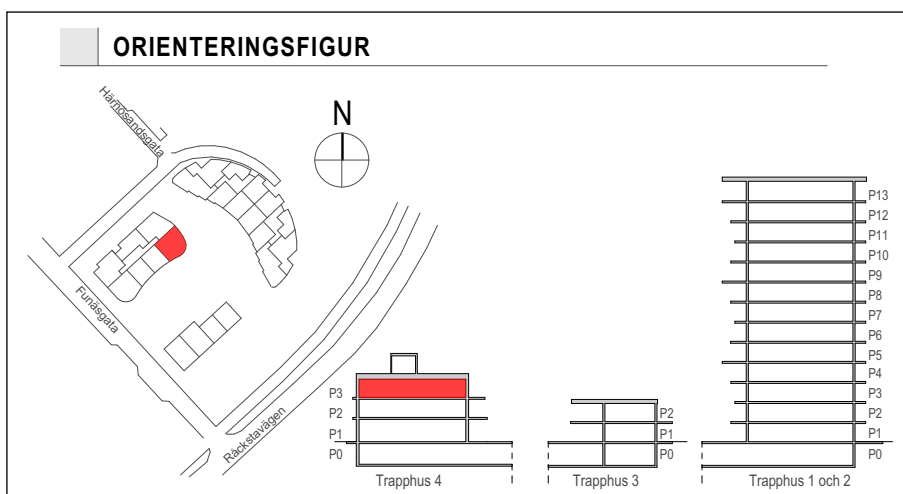 ORIENTERINGSFIGUR
Härnösandsgata
N
Funäsgata
Räckstavägen
P3
P2
P1
P0
Trapphus 4
P2
P1
P0
Trapphus 3
P13
P12
P11
P10
P9
P8
P7
P6
P5
P4
P3
P2
P1
P0
Trapphus 1 och 2